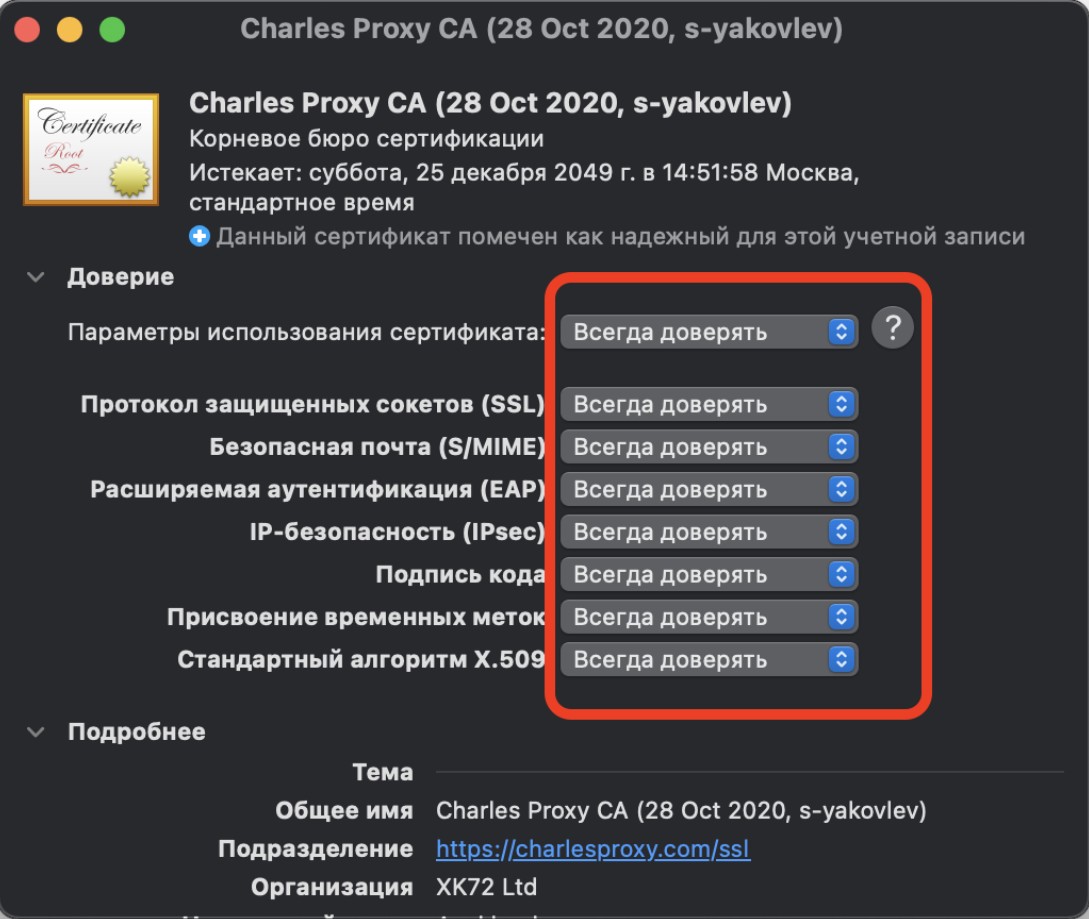 Charles Proxy CA (28 Oct 2020, s-yakovlev)
Certificate
Root
Charles Proxy CA (28 Oct 2020, s-yakovlev)
Корневое бюро сертификации
Истекает: суббота, 25 декабря 2049 г. в 14:51:58 Москва,
стандартное время
Данный сертификат помечен как надежный для этой учетной записи
Доверие
Параметры использования сертификата: Всегда доверять ?
Протокол защищенных сокетов (SSL) Всегда доверять
Безопасная почта (S/MIME) Всегда доверять
Расширяемая аутентификация (EAP) Всегда доверять
IP-безопасность (IPsec) Всегда доверять
Подпись кода Всегда доверять
Присвоение временных меток Всегда доверять
Стандартный алгоритм X.509 Всегда доверять
Подробнее
Тема
Общее имя Charles Proxy CA (28 Oct 2020, s-yakovlev)
Подразделение https://charlesproxy.com/ssl
Организация XK72 Ltd